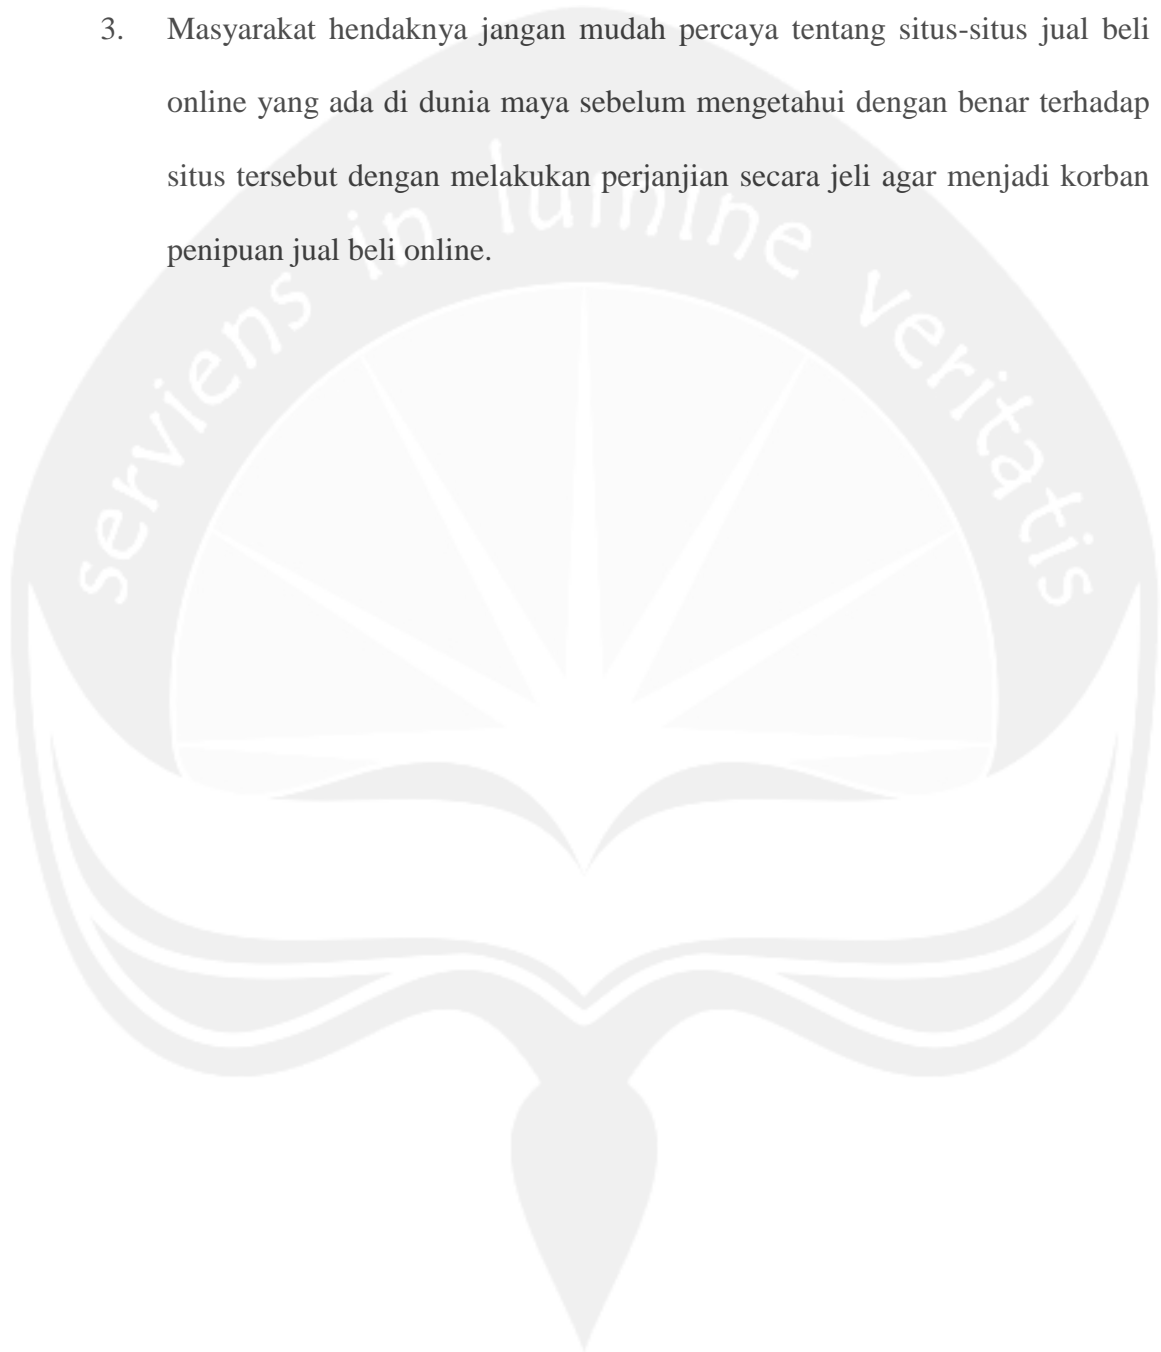 3. Masyarakat hendaknya jangan mudah percaya tentang situs-situs jual beli
online yang ada di dunia maya sebelum mengetahui dengan benar terhadap
situs tersebut dengan melakukan perjanjian secara jeli agar menjadi korban
penipuan jual beli online.
serviens in lumine veritatis